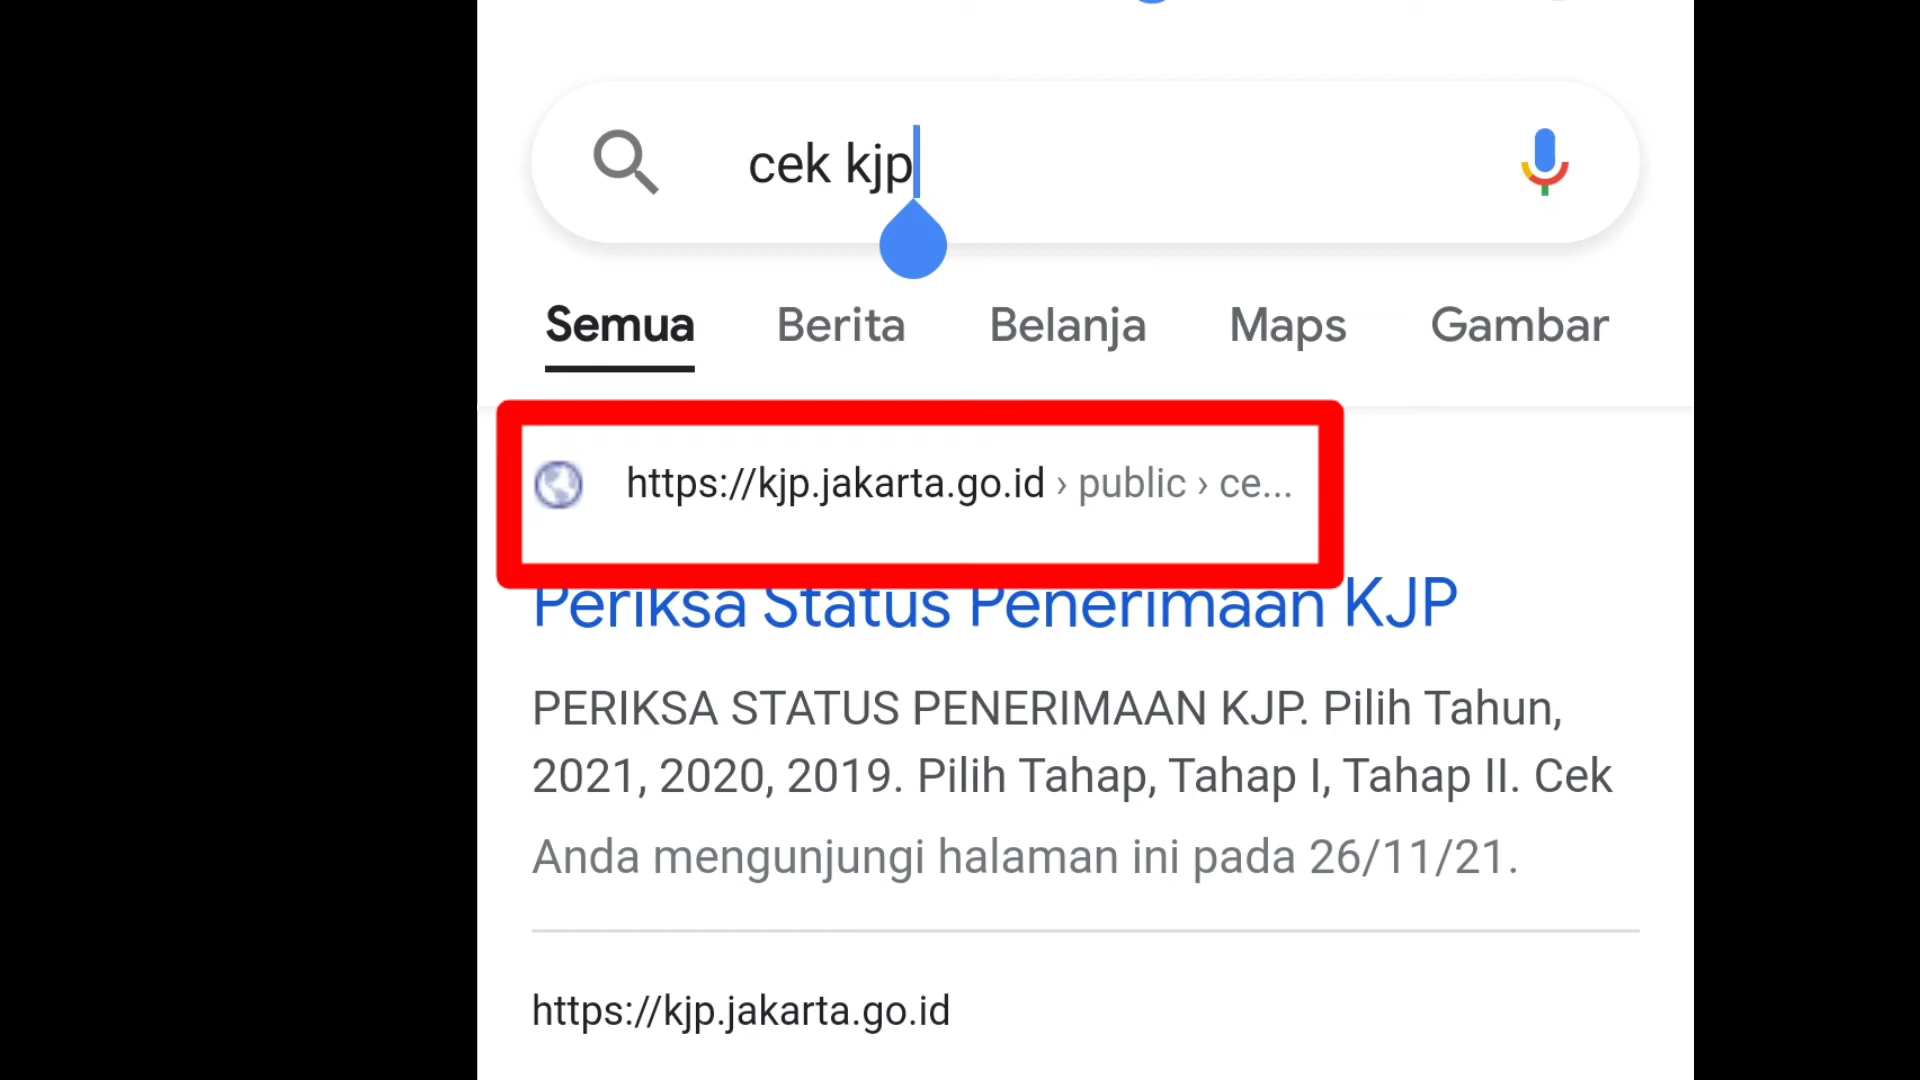 cek kjp
Semua Berita Belanja Maps Gambar
https://kjp.jakarta.go.id › public › ce...
Periksa Status Penerimaan KJP
PERIKSA STATUS PENERIMAAN KJP. Pilih Tahun,
2021, 2020, 2019. Pilih Tahap, Tahap I, Tahap II. Cek
Anda mengunjungi halaman ini pada 26/11/21.
https://kjp.jakarta.go.id